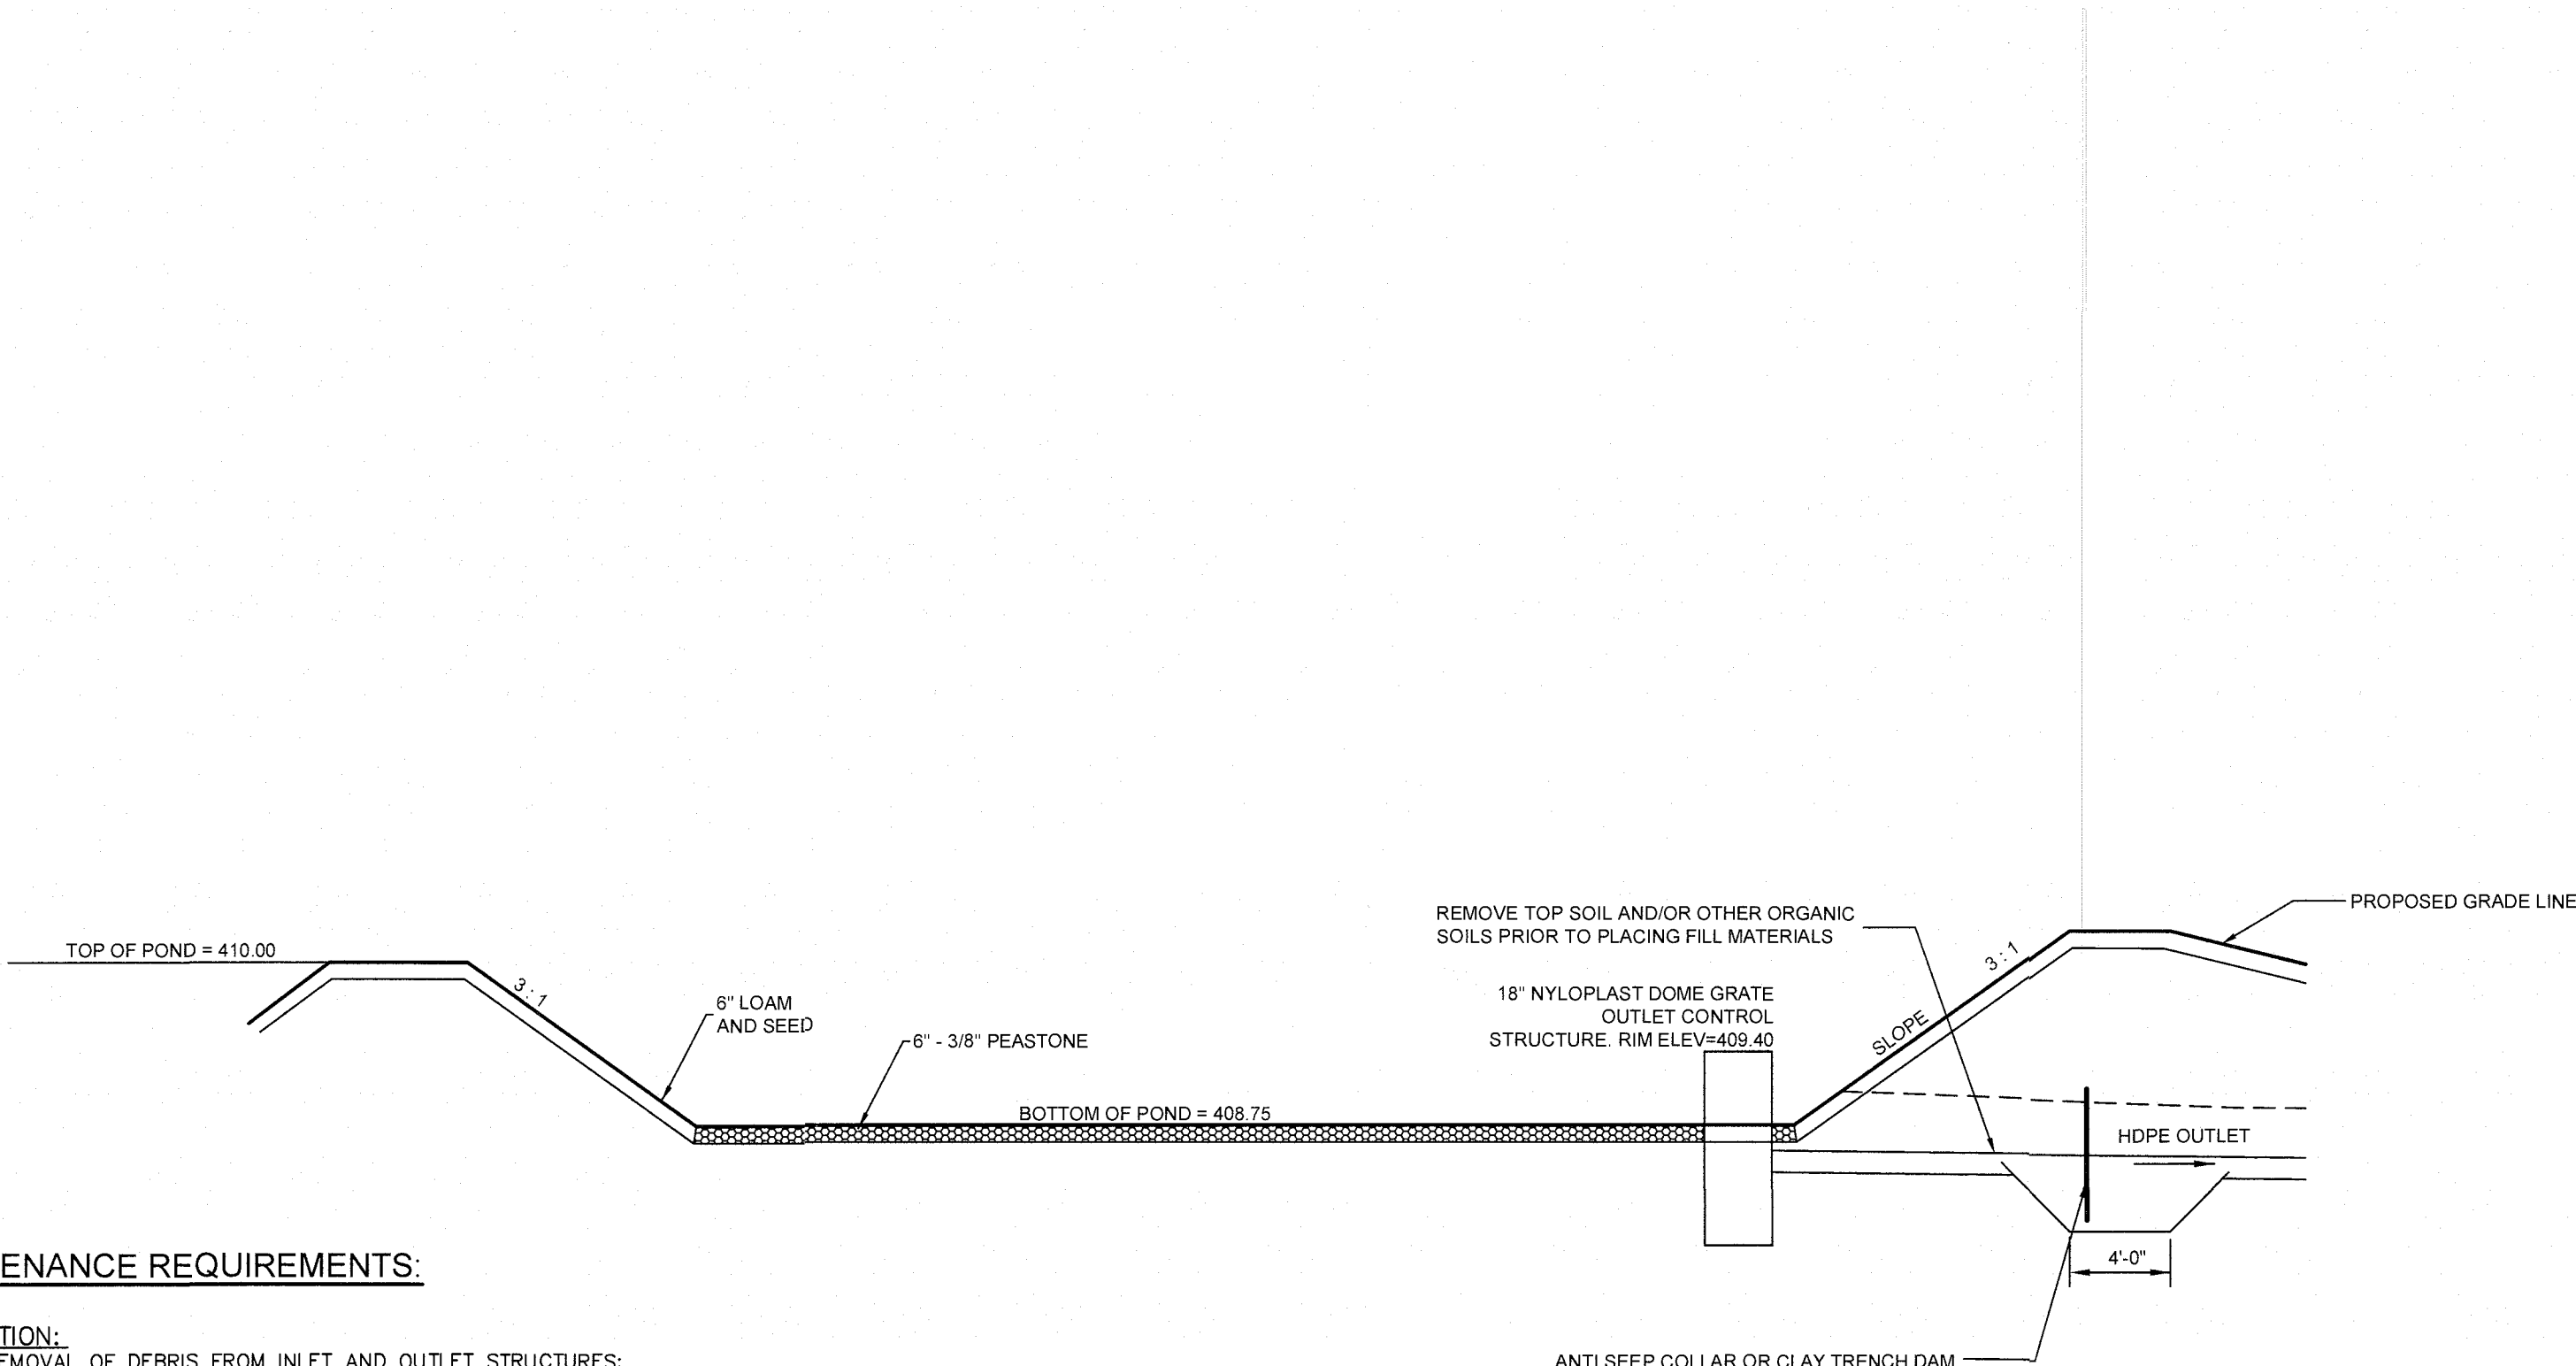 PROPOSED GRADE LINE
REMOVE TOP SOIL AND/OR OTHER ORGANIC
SOILS PRIOR TO PLACING FILL MATERIALS
TOP OF POND = 410.00
3 : 1
3 : 1
SLOPE
18" NYLOPLAST DOME GRATE
OUTLET CONTROL
STRUCTURE. RIM ELEV=409.40
6" LOAM
AND SEED
6" - 3/8" PEASTONE
BOTTOM OF POND = 408.75
HDPE OUTLET
4'-0"
ENANCE REQUIREMENTS:
TION:
EMOVAL OF DEBRIS FROM INLET AND OUTLET STRUCTURES;
ANTI SEEP COLLAR OR CLAY TRENCH DAM